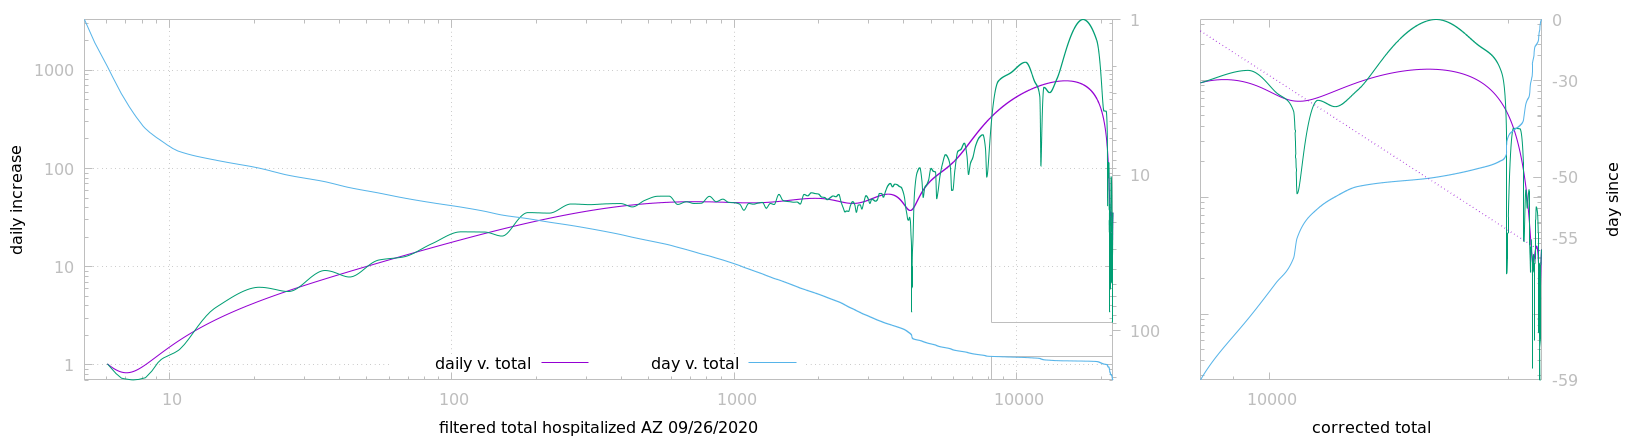 1000
100
10
1
daily increase
daily v. total
day v. total
10
100
1000
10000
filtered total hospitalized AZ 09/26/2020
1
10
100
10000
corrected total
0
-30
-50
-55
-59
day since